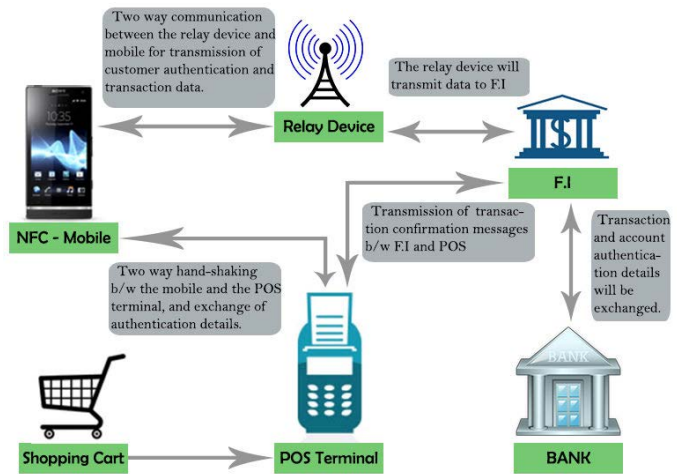 Two way communication
between the relay device and
mobile for transmission of
customer authentication and
transaction data.
The relay device will
transmit data to F.I
SONY
10:35
Relay Device
$
F.I
NFC - Mobile
Transmission of transac-
tion confirmation messages
b/w F.I and POS
Transaction
and account
authentica-
tion details
will be
exchanged.
Two way hand-shaking
b/w the mobile and the POS
terminal, and exchange of
authentication details.
BANK
Shopping Cart
POS Terminal
BANK